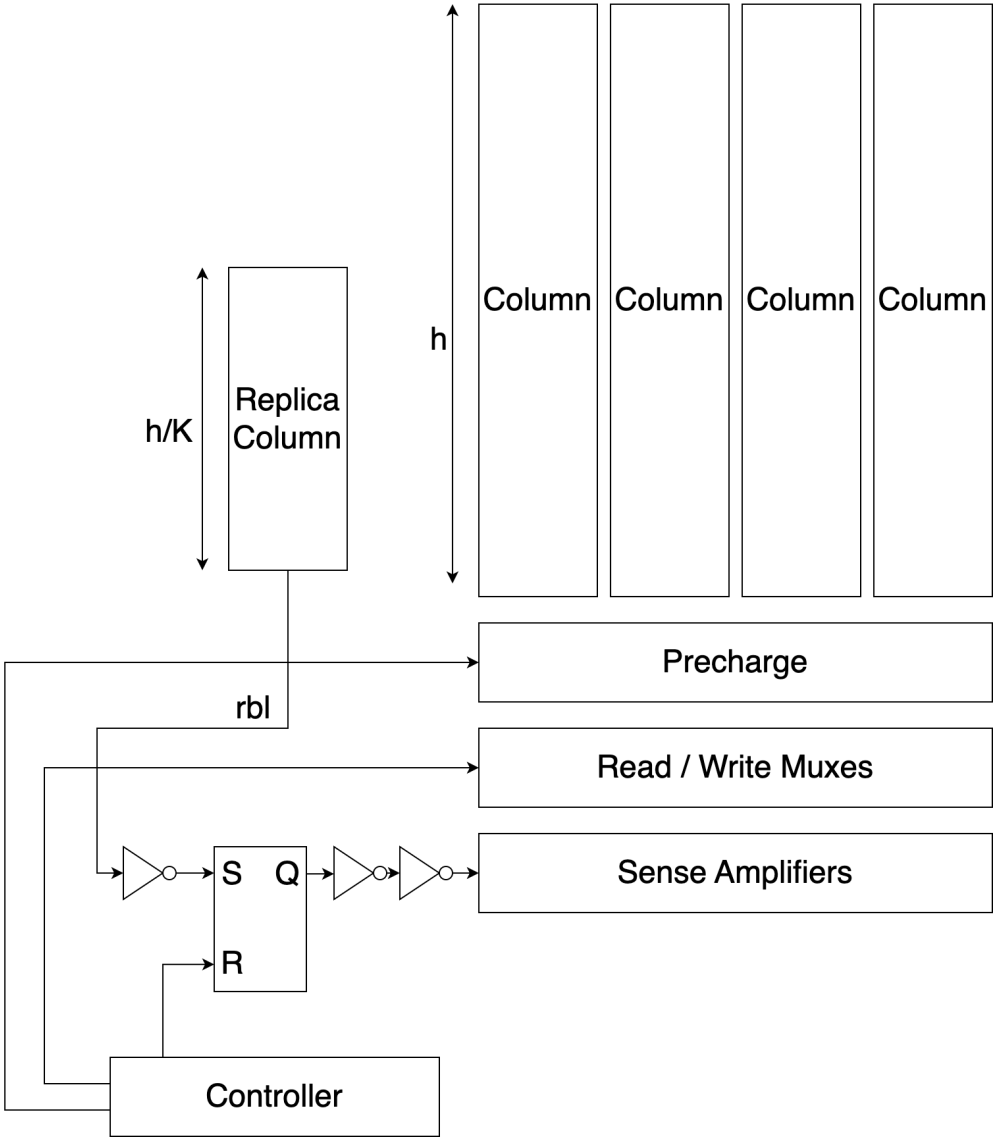 Column
Column
Column
Column
h
Replica
Column
h/K
Precharge
rbl
Read / Write Muxes
S
Q
Sense Amplifiers
R
Controller